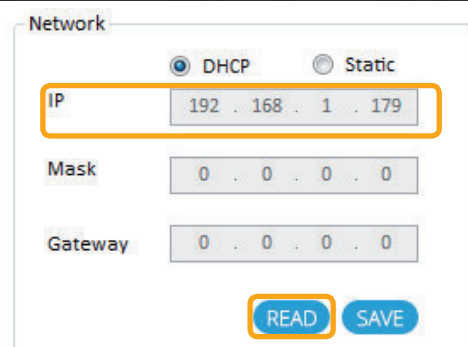 Network
DHCP Static
IP 192 . 168 . 1 . 179
Mask 0 . 0 . 0 . 0
Gateway 0 . 0 . 0 . 0
READ SAVE